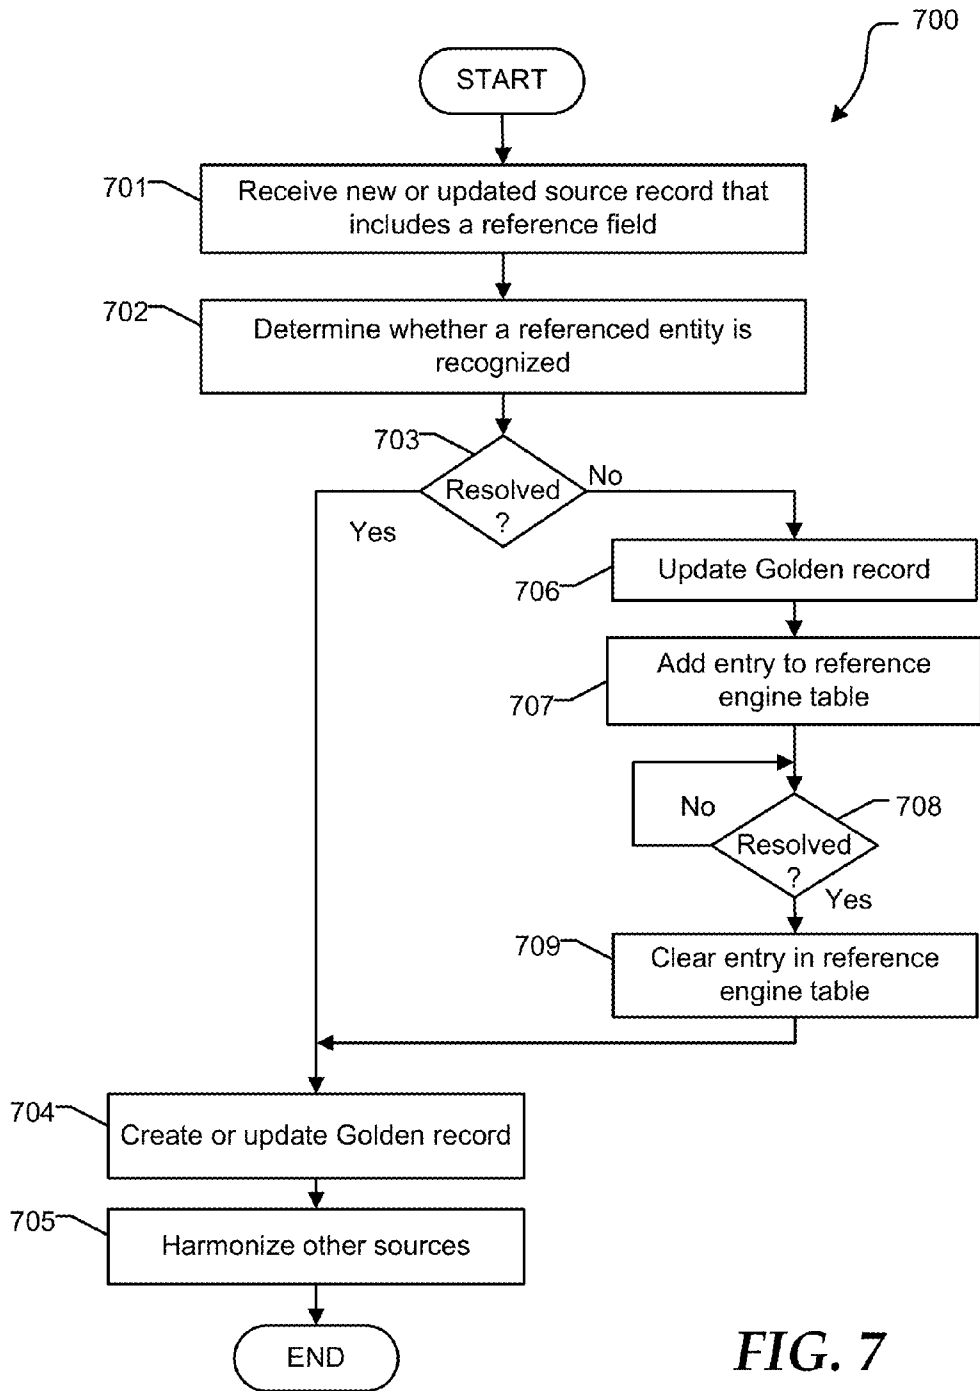 700
START
701
Receive new or updated source record that
includes a reference field
702
Determine whether a referenced entity is
recognized
703
Resolved
?
No
Yes
706
Update Golden record
707
Add entry to reference
engine table
708
No
Resolved
?
Yes
709
Clear entry in reference
engine table
704
Create or update Golden record
705
Harmonize other sources
END
FIG. 7